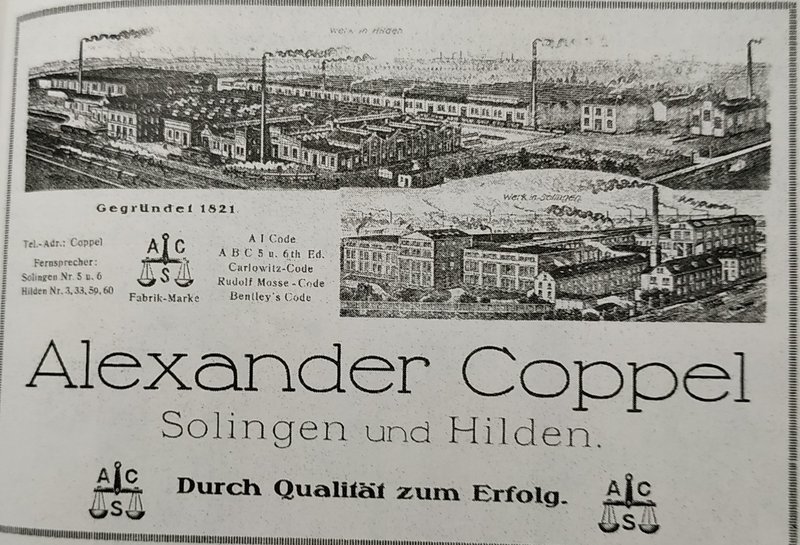 Werk in Hilden
Gegründet 1821
Werk in Solingen
Tel.-Adr.: Coppel
Fernsprecher:
Solingen Nr. 5 u. 6
Hilden Nr. 3, 33, 59, 60
A C
S
Fabrik-Marke
A I Code
A B C 5 u. 6th Ed.
Carlowitz-Code
Rudolf Mosse-Code
Bentley's Code
Alexander Coppel
Solingen und Hilden.
A C
S
Durch Qualität zum Erfolg.
A C
S